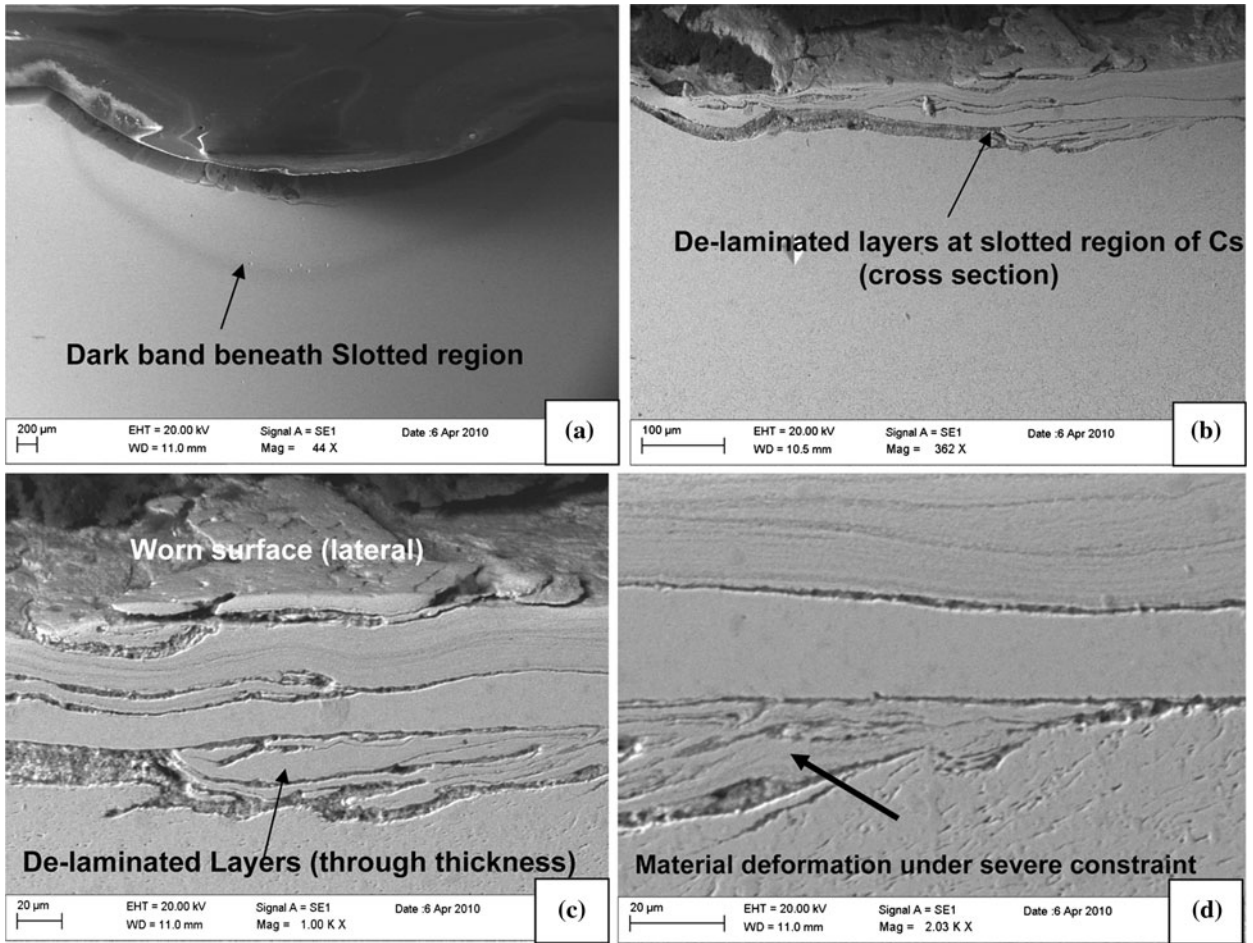 Dark band beneath Slotted region
200 µm
EHT = 20.00 kV
Signal A = SE1
Date :6 Apr 2010
WD = 11.0 mm
Mag = 44 X
(a)
De-laminated layers at slotted region of Cs
(cross section)
100 µm
EHT = 20.00 kV
Signal A = SE1
Date :6 Apr 2010
WD = 10.5 mm
Mag = 362 X
(b)
Worn surface (lateral)
De-laminated Layers (through thickness)
20 µm
EHT = 20.00 kV
Signal A = SE1
Date :6 Apr 2010
WD = 11.0 mm
Mag = 1.00 K X
(c)
Material deformation under severe constraint
20 µm
EHT = 20.00 kV
Signal A = SE1
Date :6 Apr 2010
WD = 11.0 mm
Mag = 2.03 K X
(d)